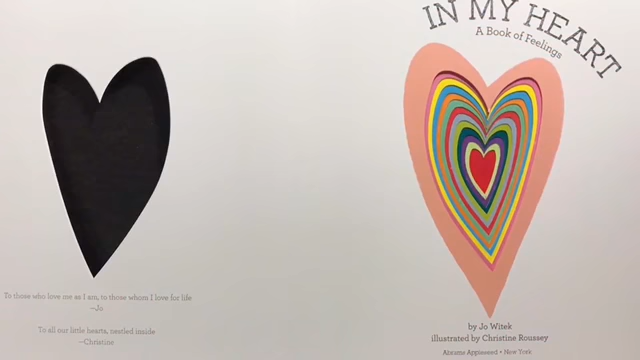 To those who love me as I am, to those whom I love for life
—Jo
To all our little hearts, nestled inside
—Christine
IN MY HEART
A Book of Feelings
by Jo Witek
illustrated by Christine Roussey
Abrams Appleseed • New York